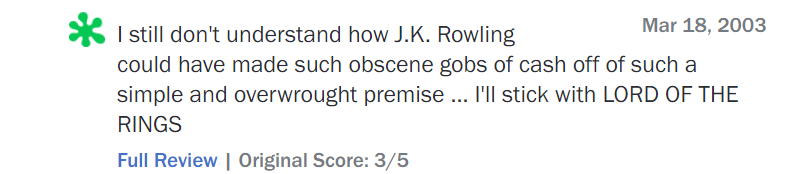 I still don't understand how J.K. Rowling
Mar 18, 2003
could have made such obscene gobs of cash off of such a
simple and overwrought premise ... I'll stick with LORD OF THE
RINGS
Full Review | Original Score: 3/5